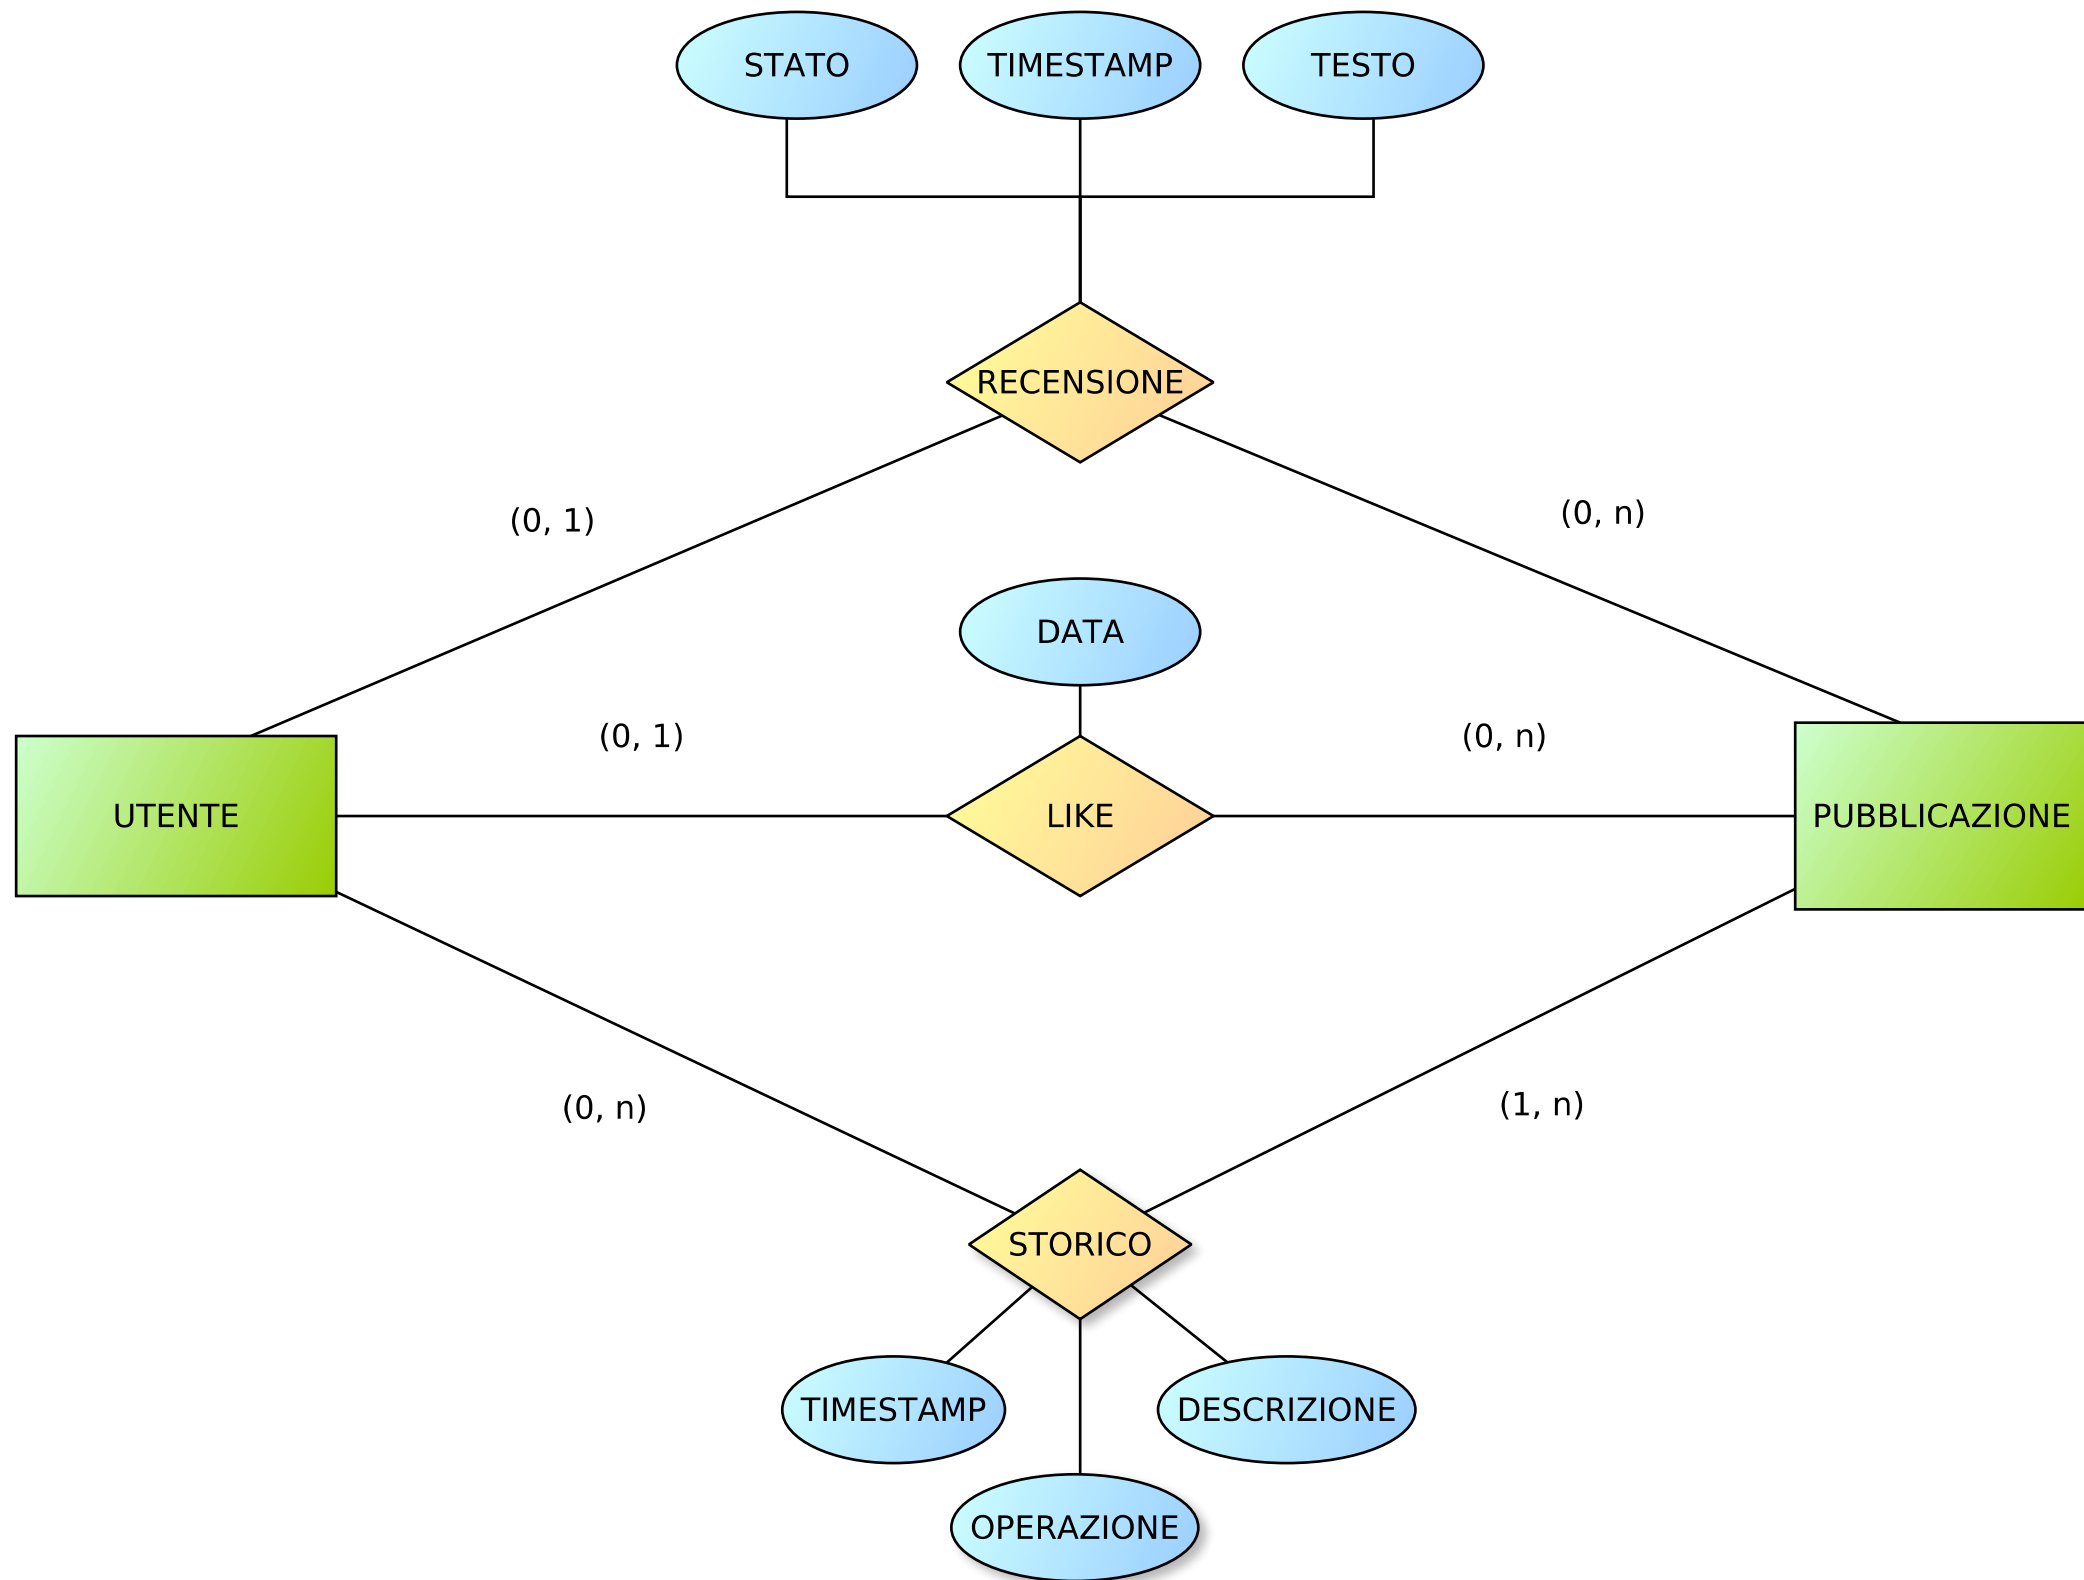 STATO
TIMESTAMP
TESTO
RECENSIONE
(0, 1)
(0, n)
DATA
(0, 1)
(0, n)
UTENTE
LIKE
PUBBLICAZIONE
(0, n)
(1, n)
STORICO
TIMESTAMP
DESCRIZIONE
OPERAZIONE